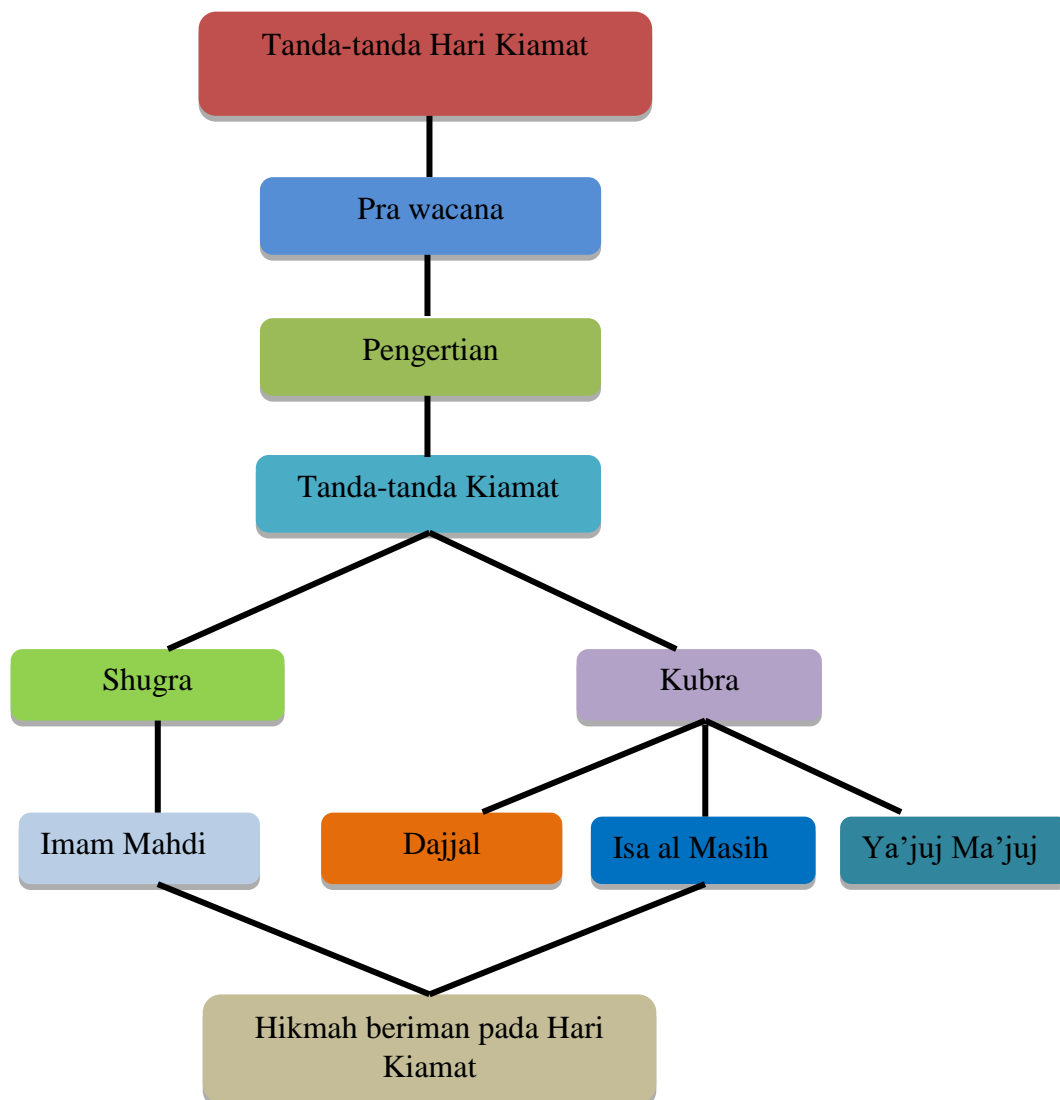 Tanda-tanda Hari Kiamat
Pra wacana
Pengertian
Tanda-tanda Kiamat
Shugra
Kubra
Imam Mahdi
Dajjal
Isa al Masih
Ya’juj Ma’juj
Hikmah beriman pada Hari
Kiamat